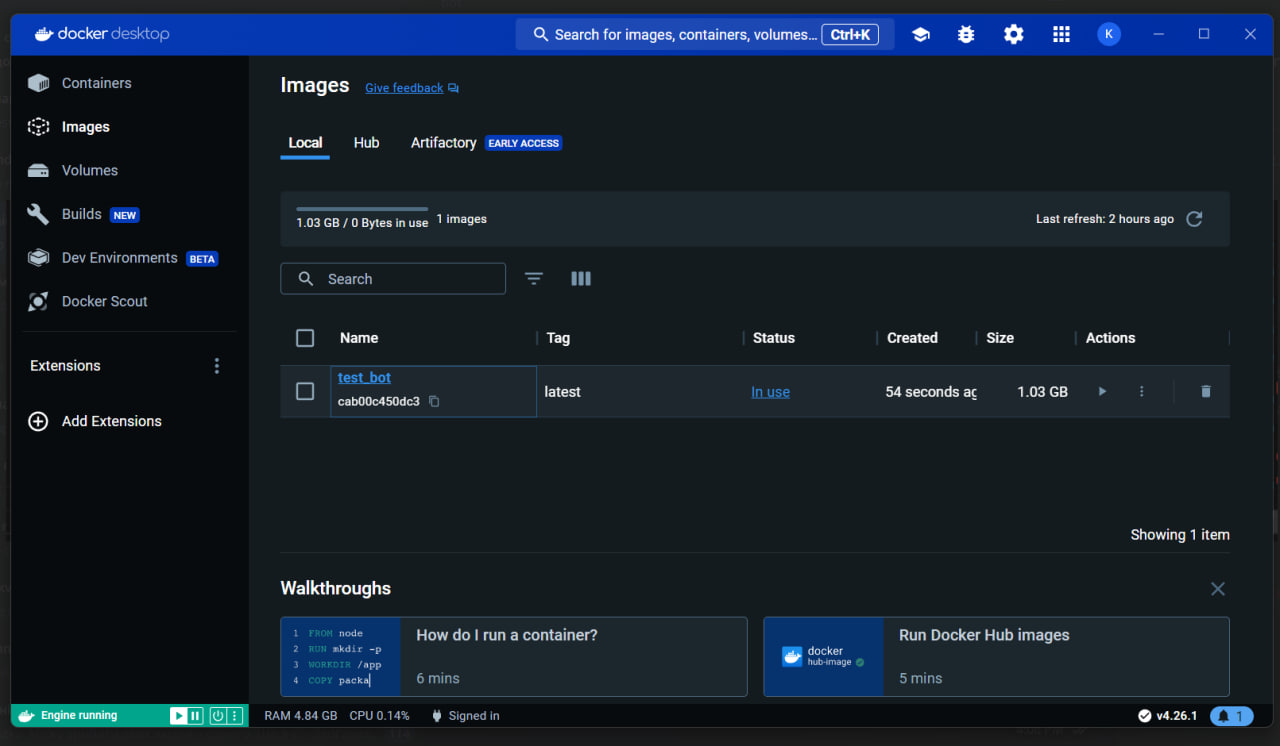 docker desktop
Search for images, containers, volumes... Ctrl+K
K
Containers
Images
Volumes
Builds NEW
Dev Environments BETA
Docker Scout
Extensions
Add Extensions
Images Give feedback
Local Hub Artifactory EARLY ACCESS
1.03 GB / 0 Bytes in use 1 images
Last refresh: 2 hours ago
Search
Name Tag Status Created Size Actions
test_bot
cab00c450dc3
latest In use 54 seconds ag 1.03 GB
Showing 1 item
Walkthroughs
1 FROM node
2 RUN mkdir -p
3 WORKDIR /app
4 COPY packa
How do I run a container?
6 mins
docker
hub-image
Run Docker Hub images
5 mins
Engine running
RAM 4.84 GB CPU 0.14% Signed in
v4.26.1 1